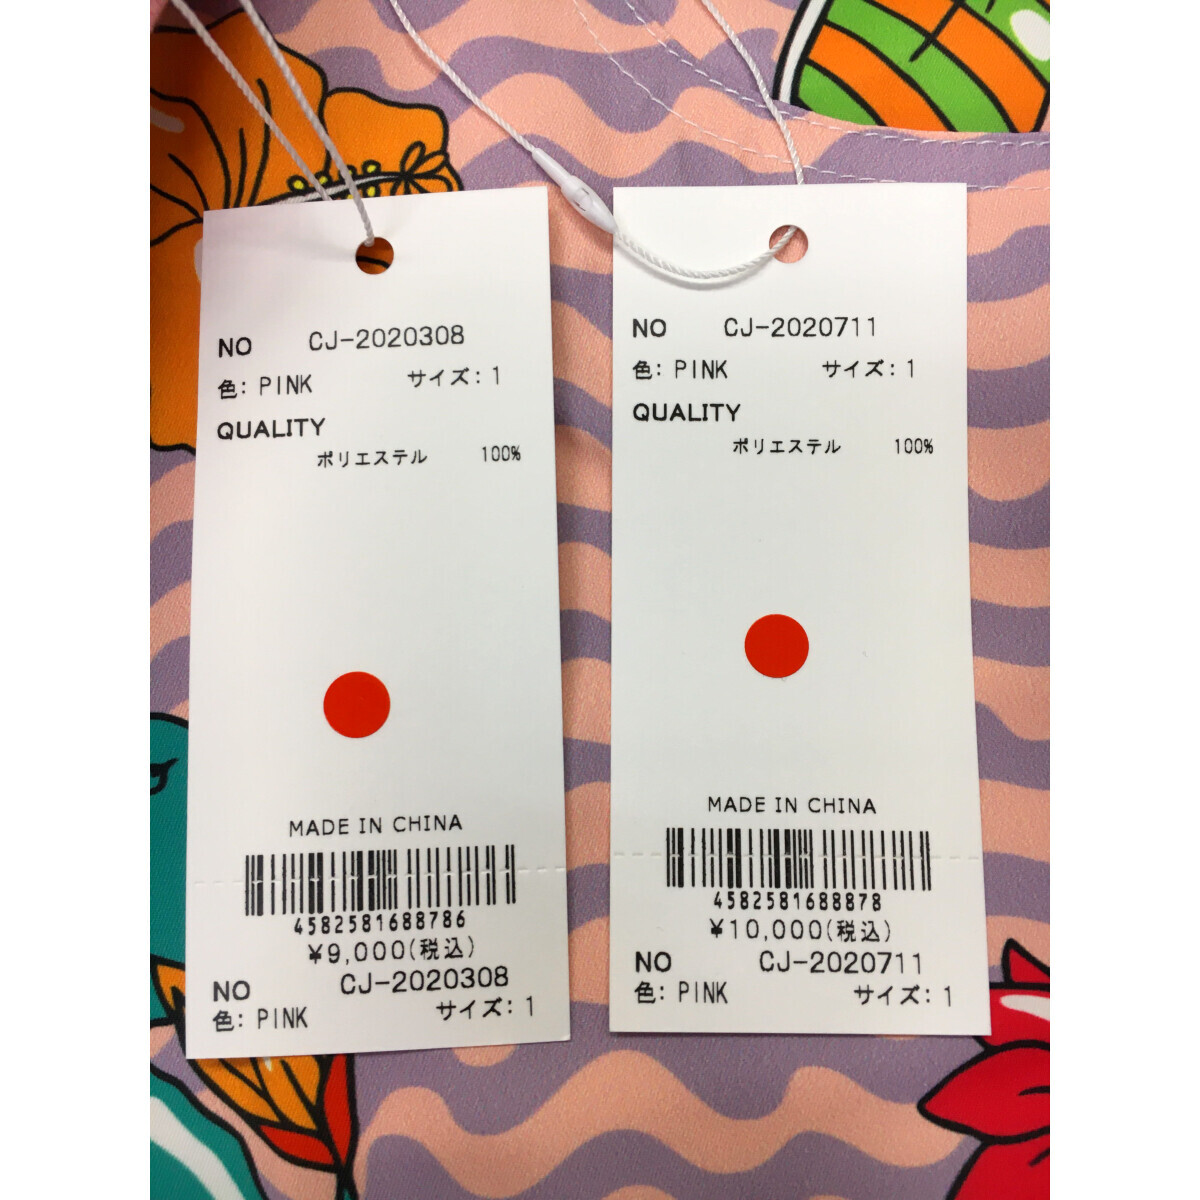 NO CJ-2020308
色: PINK サイズ: 1
QUALITY
ポリエステル 100%
MADE IN CHINA
4582581688786
¥9,000(税込)
NO CJ-2020308
色: PINK サイズ: 1
NO CJ-2020711
色: PINK サイズ: 1
QUALITY
ポリエステル 100%
MADE IN CHINA
4582581688878
¥10,000(税込)
NO CJ-2020711
色: PINK サイズ: 1